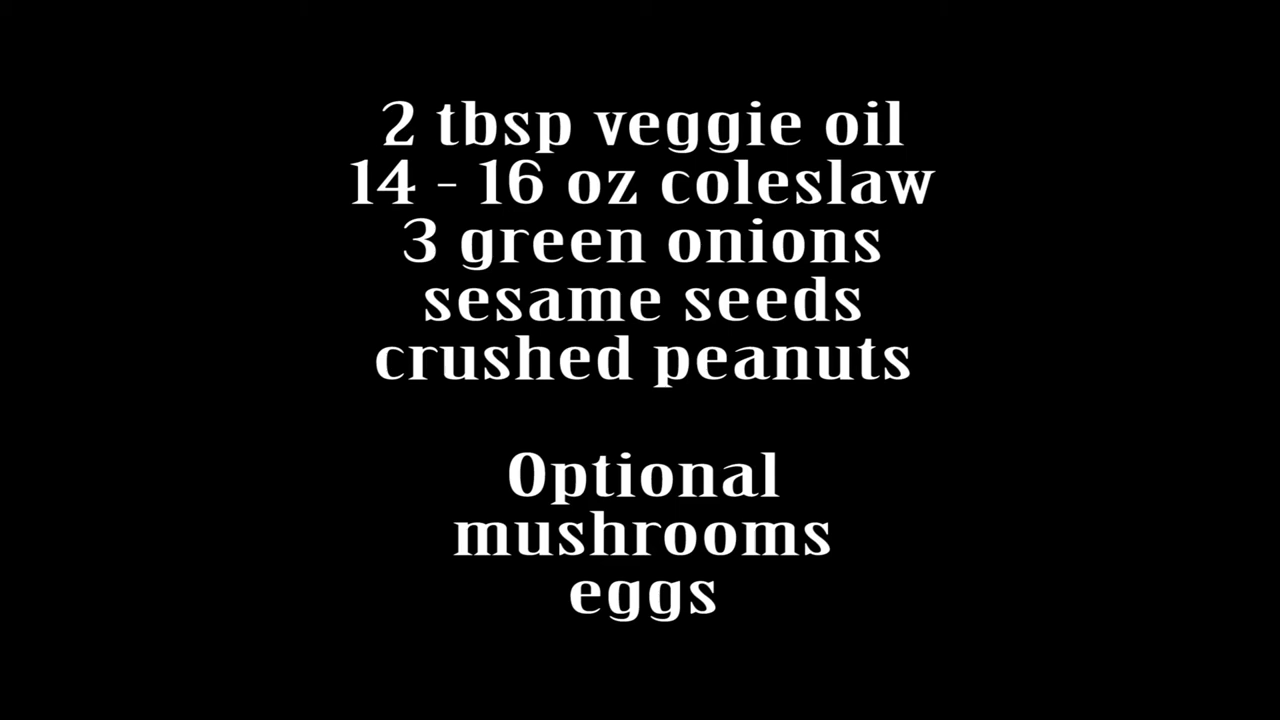 2 tbsp veggie oil
14 - 16 oz coleslaw
3 green onions
sesame seeds
crushed peanuts
Optional
mushrooms
eggs